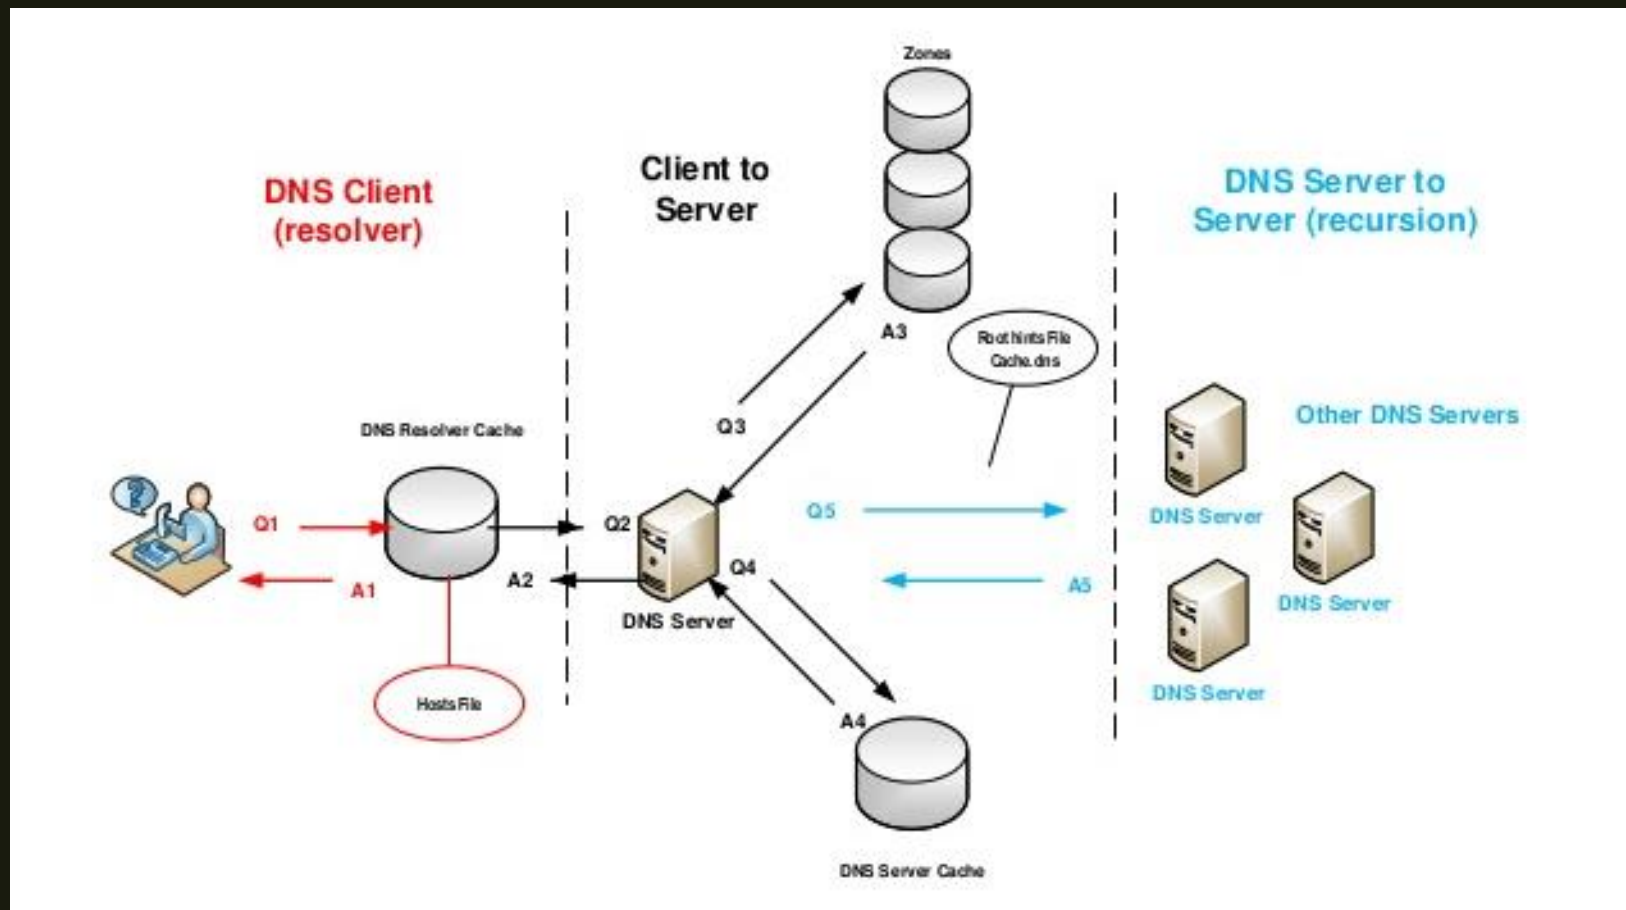 Zones
DNS Client
(resolver)
Client to
Server
DNS Server to
Server (recursion)
A3
Root hints File
Cache.dns
Q3
DNS Resolver Cache
Other DNS Servers
?
Q1
Q2
Q5
DNS Server
A1
A2
Q4
A5
DNS Server
DNS Server
Hosts File
DNS Server
A4
DNS Server Cache